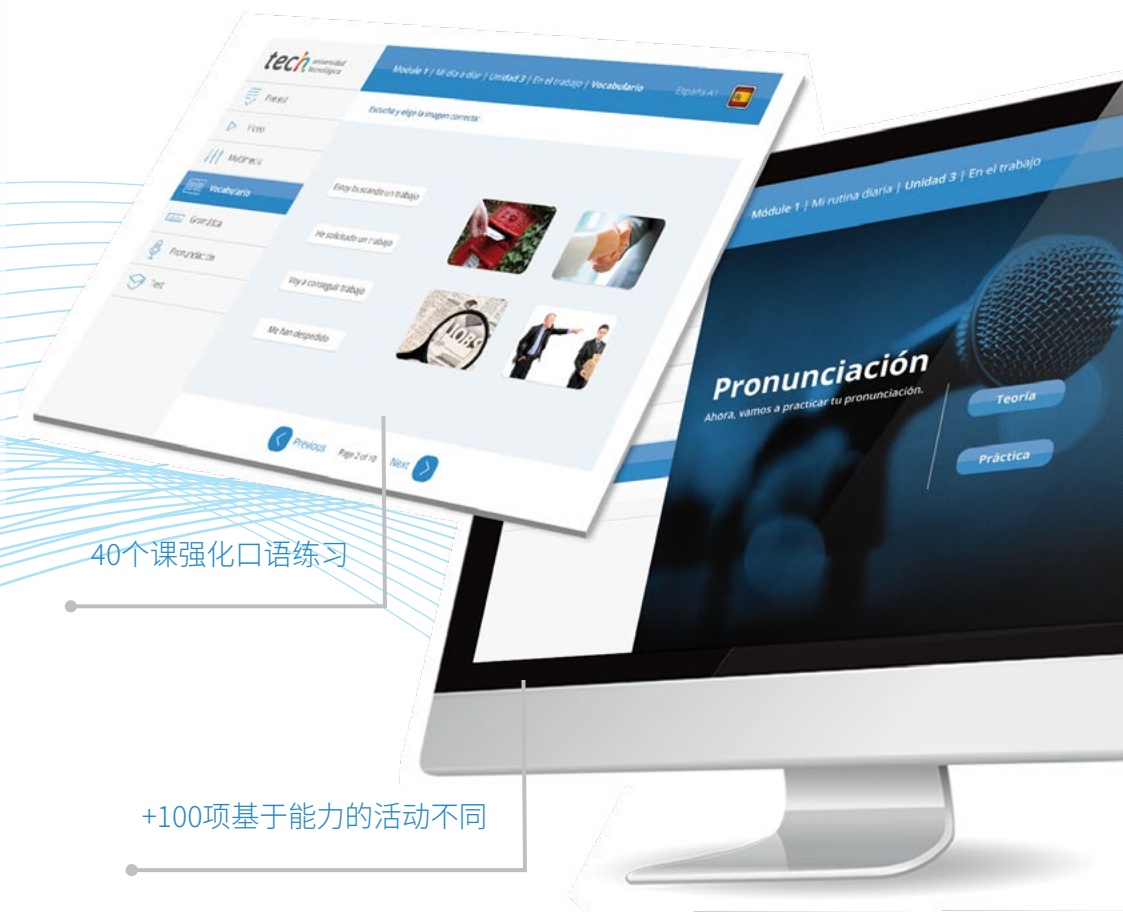 tech universidad
tecnológica
Module 1 | Mi día a diar | Unidad 3 | En el trabajo | Vocabulario
España A1
Escucha y elige la imagen correcta:
Pretest
Vídeo
Multimedia
Vocabulario
Gramática
Pronunciación
Test
Estoy buscando un trabajo
He solicitado un trabajo
Voy a conseguir trabajo
Me han despedido
JOBS
Previous
Page 2 of 10
Next
Módulo 1 | Mi rutina diaria | Unidad 3 | En el trabajo
Pronunciación
Ahora, vamos a practicar tu pronunciación.
Teoría
Práctica
40个课强化口语练习
+100项基于能力的活动不同